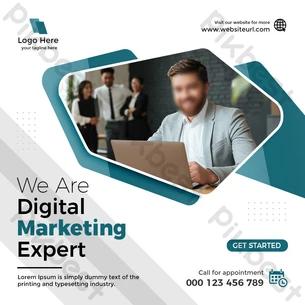 Logo Here
your tagline here
Visit our website for more
www.websiteurl.com
We Are
Digital
Marketing
Expert
Lorem Ipsum is simply dummy text of the
printing and typesetting industry.
GET STARTED
Call for appointment
000 123 456 789
pikbest